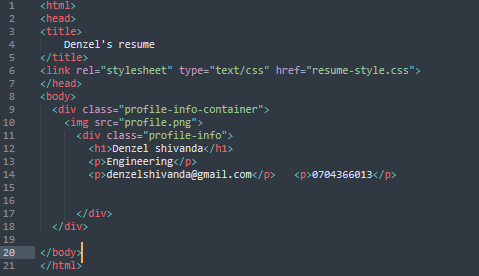 1 <html>
2 <head>
3 <title>
4 Denzel's resume
5 </title>
6 <link rel="stylesheet" type="text/css" href="resume-style.css">
7 </head>
8 <body>
9 <div class="profile-info-container">
10 <img src="profile.png">
11 <div class="profile-info">
12 <h1>Denzel shivanda</h1>
13 <p>Engineering</p>
14 <p>denzelshivanda@gmail.com</p> <p>0704366013</p>
15
16
17 </div>
18 </div>
19
20 </body>
21 </html>